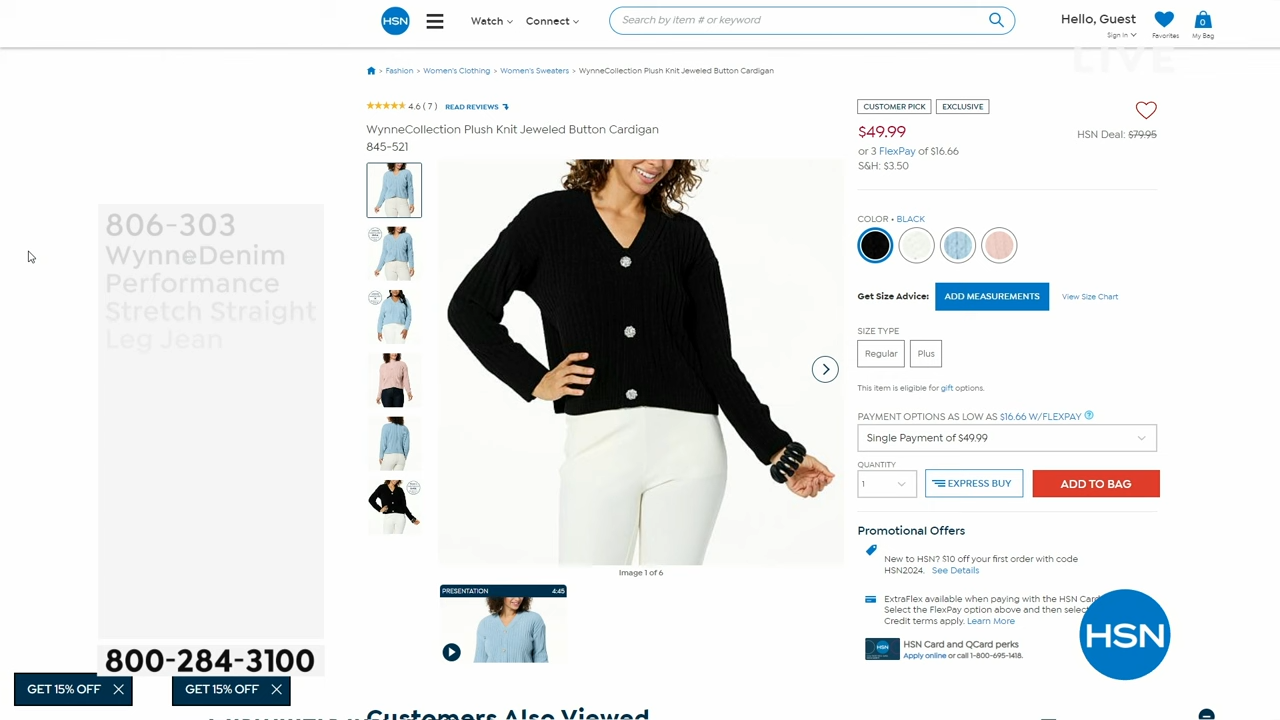 HSN
Watch
Connect
Search by item # or keyword
Hello, Guest
Sign in
Favorites
0
My Bag
LIVE
> Fashion > Women's Clothing > Women's Sweaters > WynneCollection Plush Knit Jeweled Button Cardigan
4.6 ( 7 ) READ REVIEWS
WynneCollection Plush Knit Jeweled Button Cardigan
845-521
CUSTOMER PICK
EXCLUSIVE
$49.99
HSN Deal: $79.95
or 3 FlexPay of $16.66
S&H: $3.50
806-303
WynneDenim
Performance
Stretch Straight
Leg Jean
COLOR • BLACK
Get Size Advice:
ADD MEASUREMENTS
View Size Chart
SIZE TYPE
Regular
Plus
This item is eligible for gift options.
PAYMENT OPTIONS AS LOW AS $16.66 W/FLEXPAY
Single Payment of $49.99
QUANTITY
1
EXPRESS BUY
ADD TO BAG
Promotional Offers
New to HSN? $10 off your first order with code
HSN2024. See Details
Image 1 of 6
PRESENTATION 4:45
ExtraFlex available when paying with the HSN Card
Select the FlexPay option above and then select
Credit terms apply. Learn More
HSN
HSN Card and QCard perks
Apply online or call 1-800-695-1418.
HSN
800-284-3100
GET 15% OFF
GET 15% OFF
Customers Also Viewed